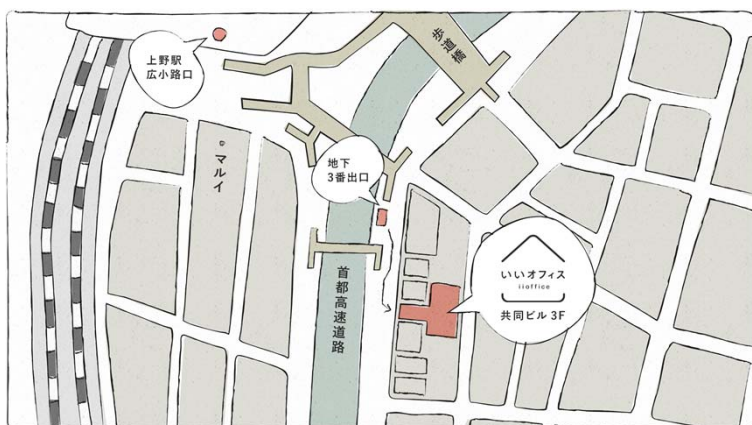 上野駅
広小路口
歩道橋
マルイ
地下
3番出口
いいオフィス
iioffice
共同ビル 3F
首都高速道路